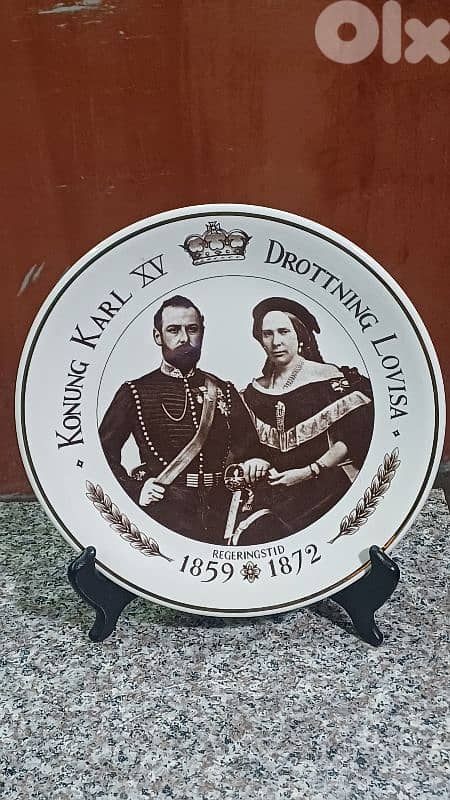 Olx
KONUNG KARL XV
DROTTNING LOVISA
REGERINGSTID
1859 1872